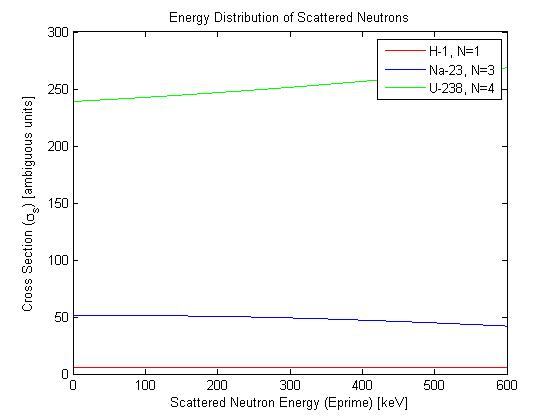 Energy Distribution of Scattered Neutrons
300
250
200
150
100
50
0
Cross Section (σs) [ambiguous units]
H-1, N=1
Na-23, N=3
U-238, N=4
0 100 200 300 400 500 600
Scattered Neutron Energy (Eprime) [keV]